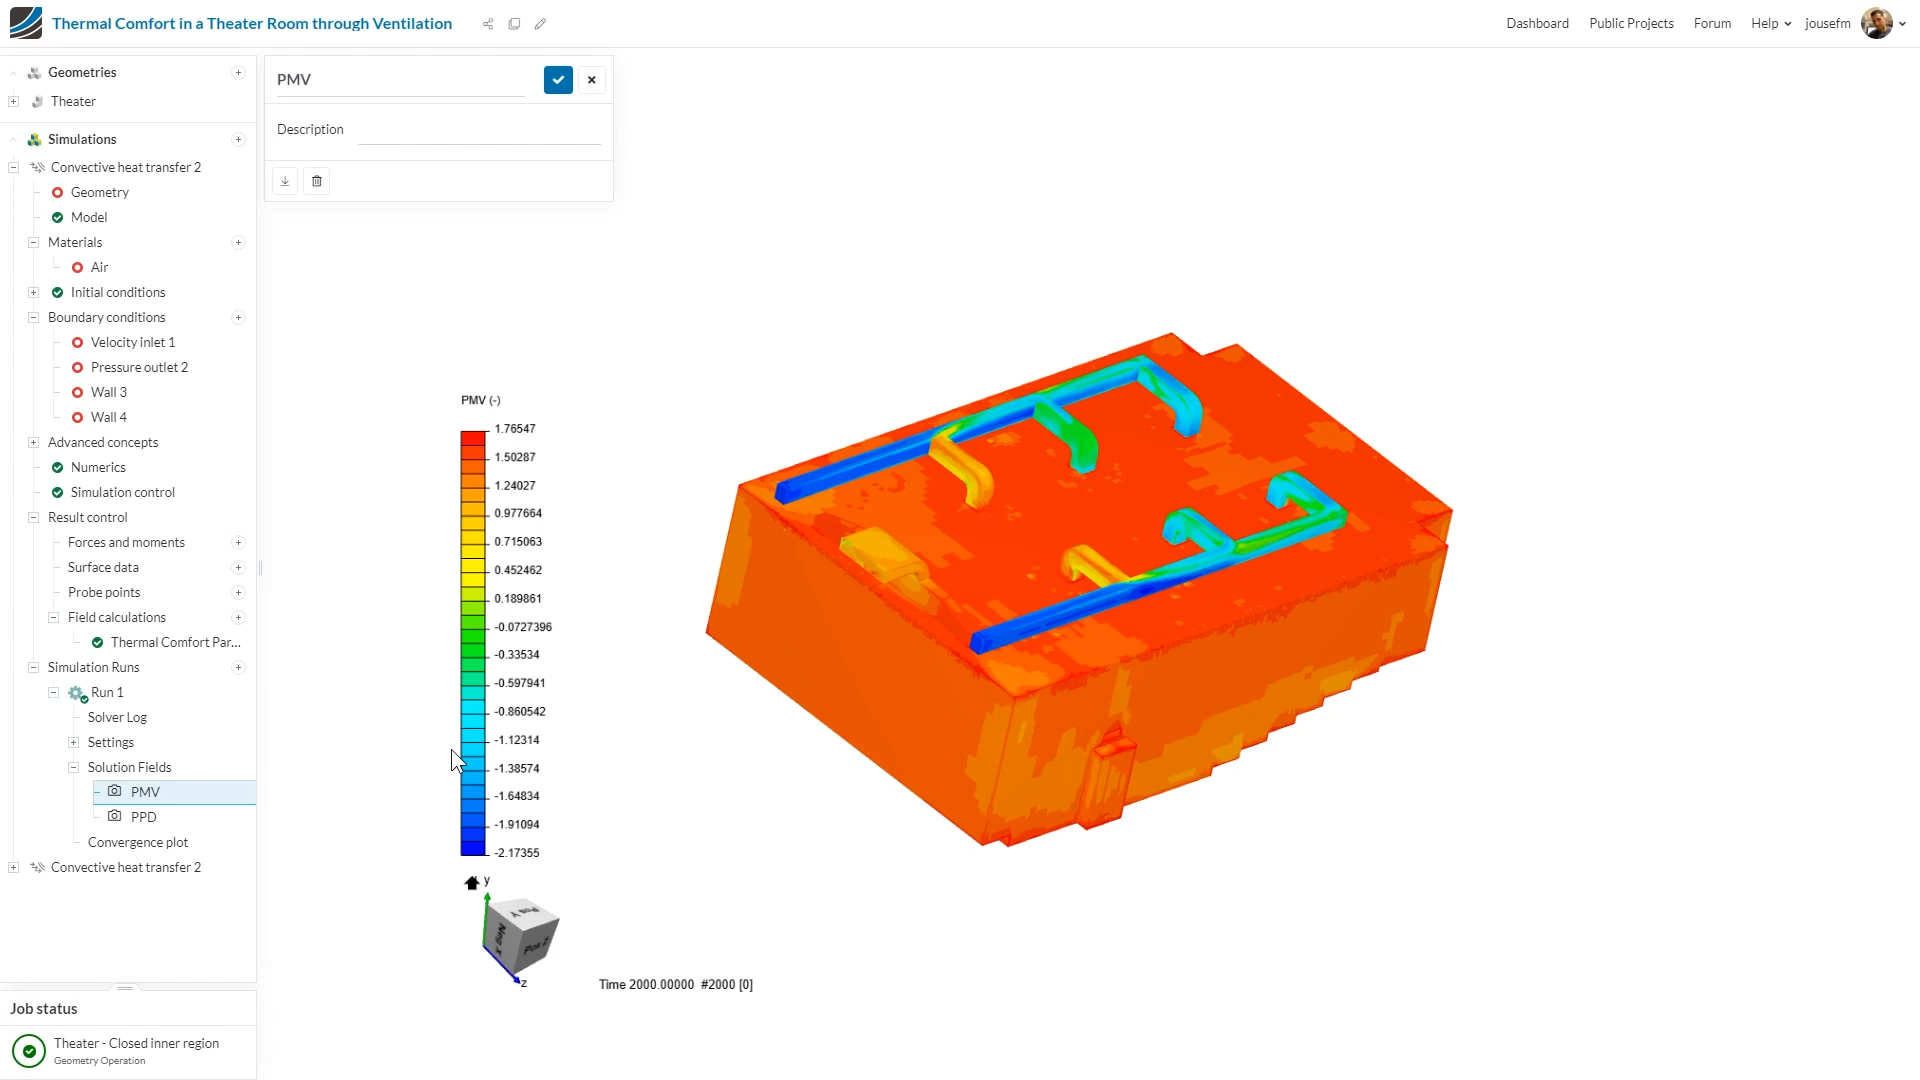 Thermal Comfort in a Theater Room through Ventilation
Dashboard
Public Projects
Forum
Help
jousefm
Geometries
Theater
Simulations
Convective heat transfer 2
Geometry
Model
Materials
Air
Initial conditions
Boundary conditions
Velocity inlet 1
Pressure outlet 2
Wall 3
Wall 4
Advanced concepts
Numerics
Simulation control
Result control
Forces and moments
Surface data
Probe points
Field calculations
Thermal Comfort Par...
Simulation Runs
Run 1
Solver Log
Settings
Solution Fields
PMV
PPD
Convergence plot
Convective heat transfer 2
Job status
Theater - Closed inner region
Geometry Operation
PMV
Description
PMV (-)
1.76547
1.50287
1.24027
0.977664
0.715063
0.452462
0.189861
-0.0727396
-0.33534
-0.597941
-0.860542
-1.12314
-1.38574
-1.64834
-1.91094
-2.17355
y
Pos Y
Neg X
Pos Z
z
Time 2000.00000 #2000 [0]